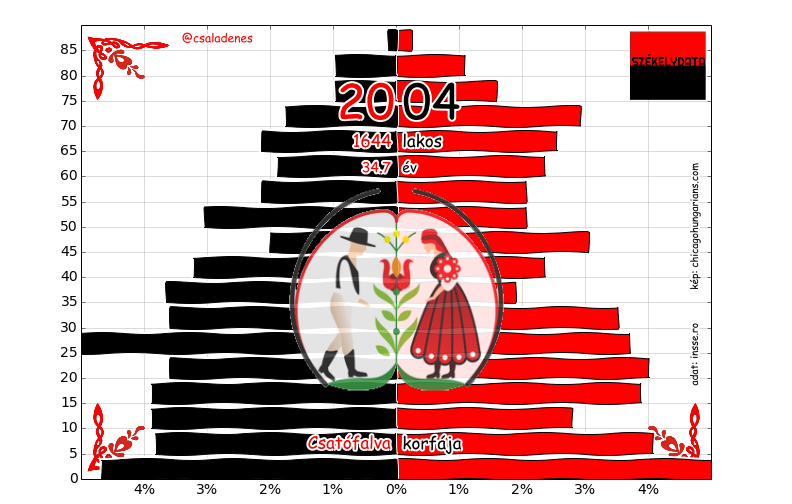 @csaladenes
SZÉKELYDATA
2004
1644 lakos
34.7 év
kép: chicagohungarians.com
adat: insse.ro
Csatófalva korfája
85
80
75
70
65
60
55
50
45
40
35
30
25
20
15
10
5
0
4% 3% 2% 1% 0% 1% 2% 3% 4%